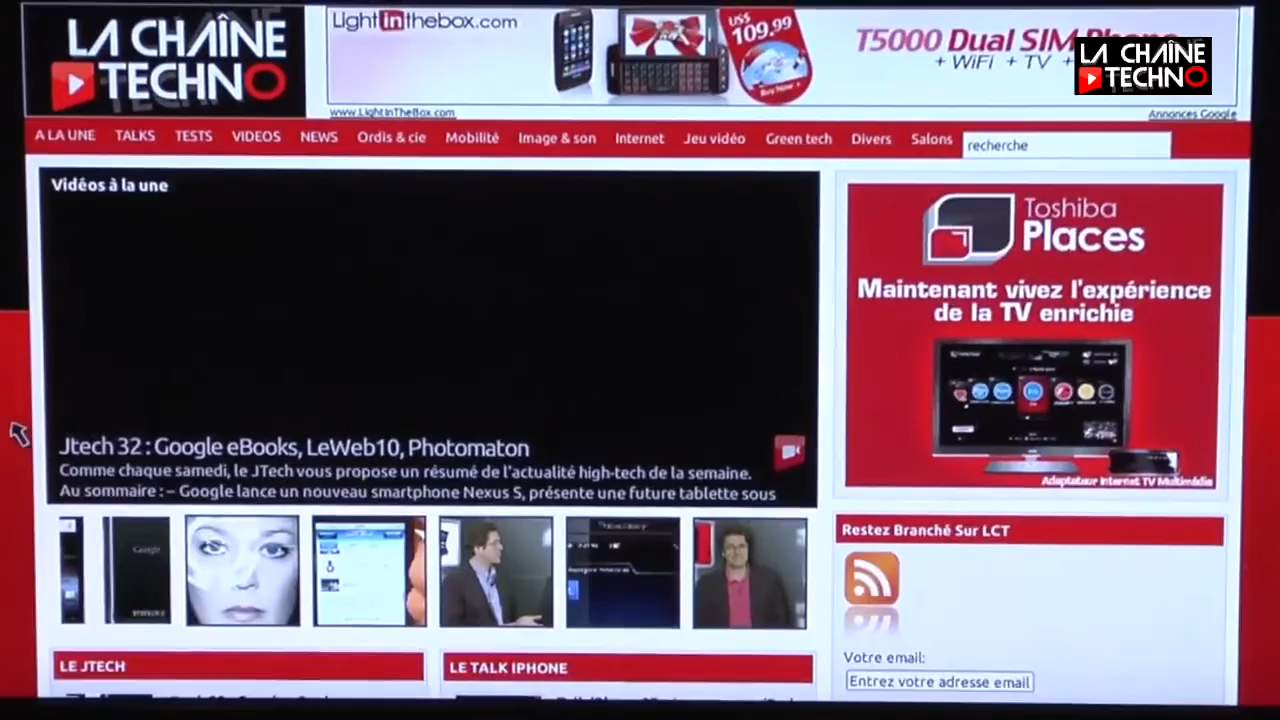 LA CHAÎNE
TECHNO
Lightinthebox.com
US$
109.99
Buy Now
T5000 Dual SIM Phone
+ WiFi + TV +
LA CHAÎNE
TECHNO
www.LightInTheBox.com
Annonces Google
A LA UNE TALKS TESTS VIDEOS NEWS Ordis & cie Mobilité Image & son Internet Jeu vidéo Green tech Divers Salons recherche
Vidéos à la une
Jtech 32 : Google eBooks, LeWeb10, Photomaton
Comme chaque samedi, le JTech vous propose un résumé de l'actualité high-tech de la semaine.
Au sommaire : – Google lance un nouveau smartphone Nexus S, présente une future tablette sous
Toshiba
Places
Maintenant vivez l'expérience
de la TV enrichie
Adaptateur Internet TV Multimédia
Google
Restez Branché Sur LCT
Votre email:
Entrez votre adresse email
LE JTECH
LE TALK IPHONE